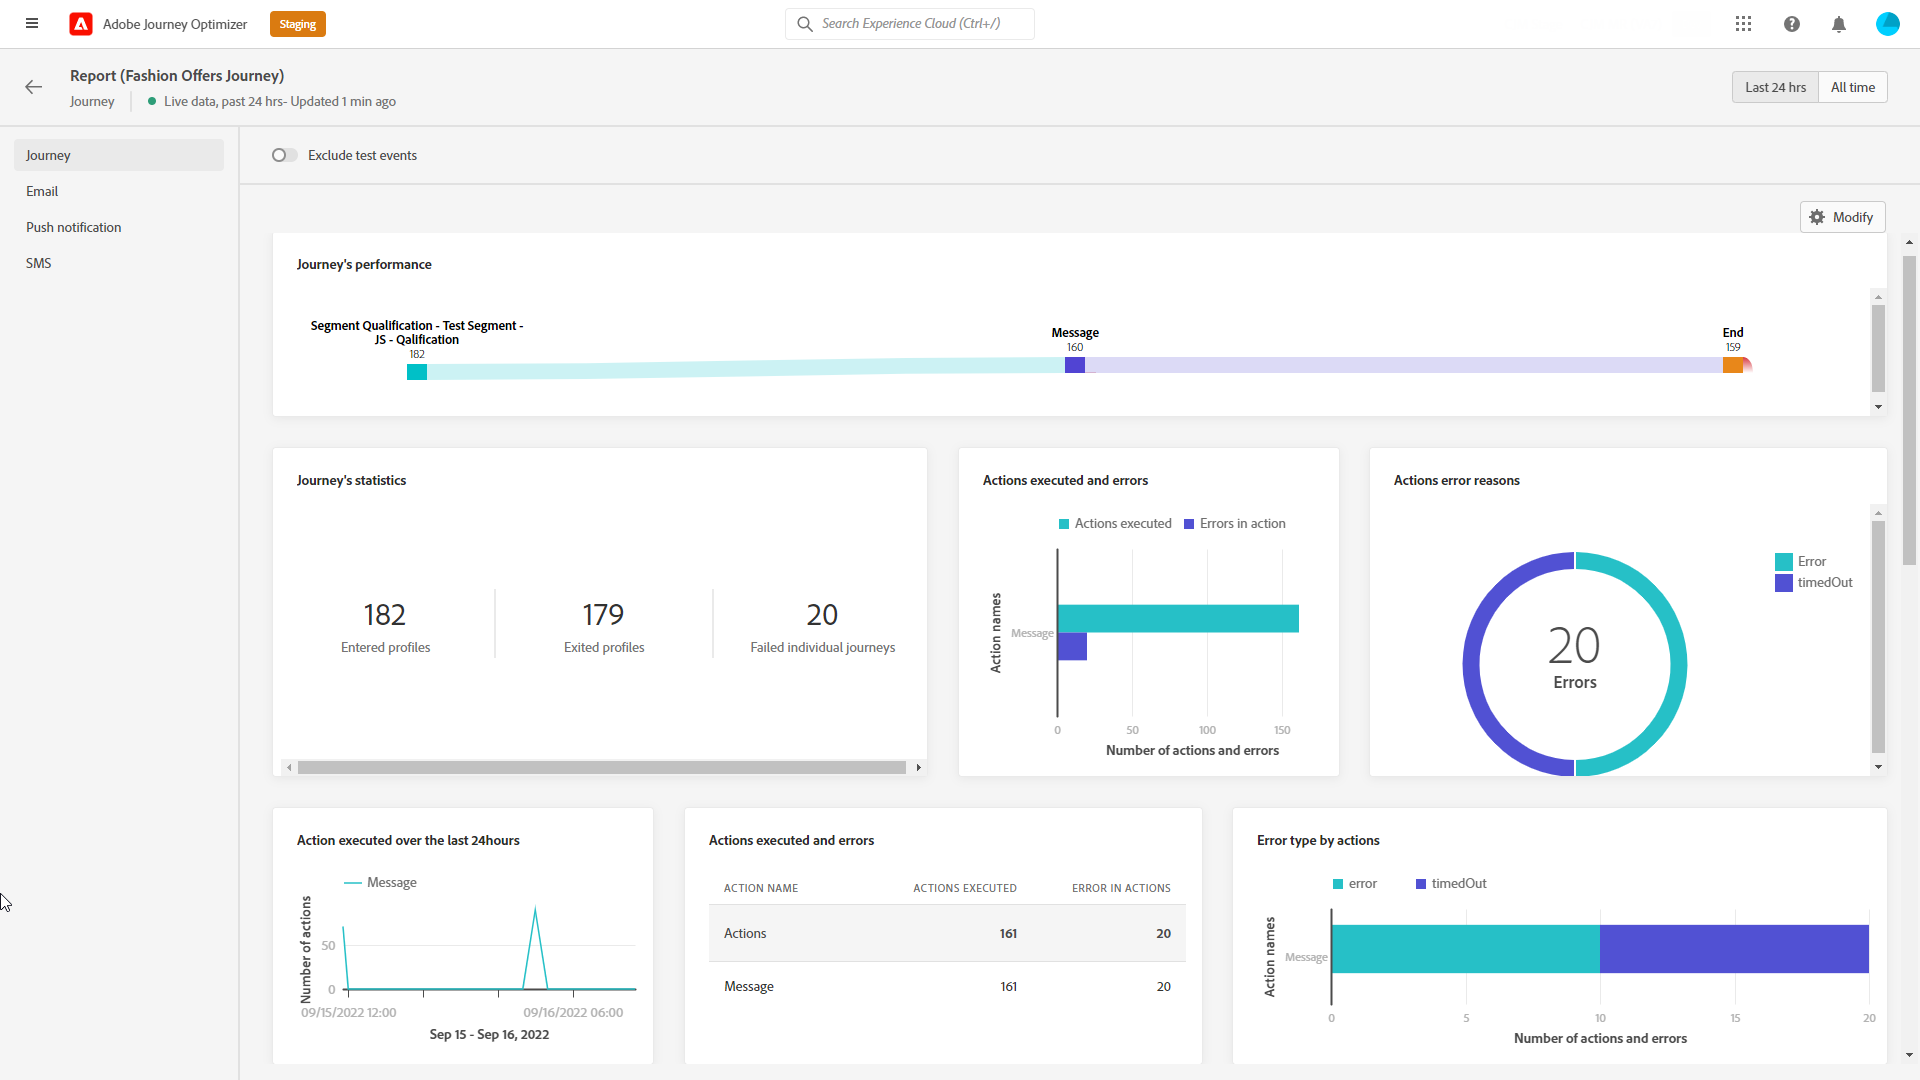 Adobe Journey Optimizer
Staging
Search Experience Cloud (Ctrl+/)
Report (Fashion Offers Journey)
Journey
Live data, past 24 hrs- Updated 1 min ago
Last 24 hrs
All time
Journey
Email
Push notification
SMS
Exclude test events
Modify
Journey's performance
Segment Qualification - Test Segment -
JS - Qalification
182
Message
160
End
159
Journey's statistics
182
Entered profiles
179
Exited profiles
20
Failed individual journeys
Actions executed and errors
Actions executed
Errors in action
Action names
Message
0
50
100
150
Number of actions and errors
Actions error reasons
Error
timedOut
20
Errors
Action executed over the last 24hours
Message
Number of actions
50
0
09/15/2022 12:00
09/16/2022 06:00
Sep 15 - Sep 16, 2022
Actions executed and errors
ACTION NAME ACTIONS EXECUTED ERROR IN ACTIONS
Actions 161 20
Message 161 20
Error type by actions
error
timedOut
Action names
Message
0
5
10
15
20
Number of actions and errors